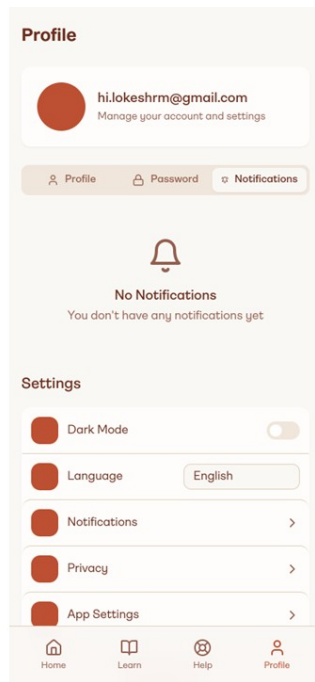 Profile
hi.lokeshrm@gmail.com
Manage your account and settings
Profile
Password
Notifications
No Notifications
You don't have any notifications yet
Settings
Dark Mode
Language
English
Notifications
Privacy
App Settings
Home
Learn
Help
Profile